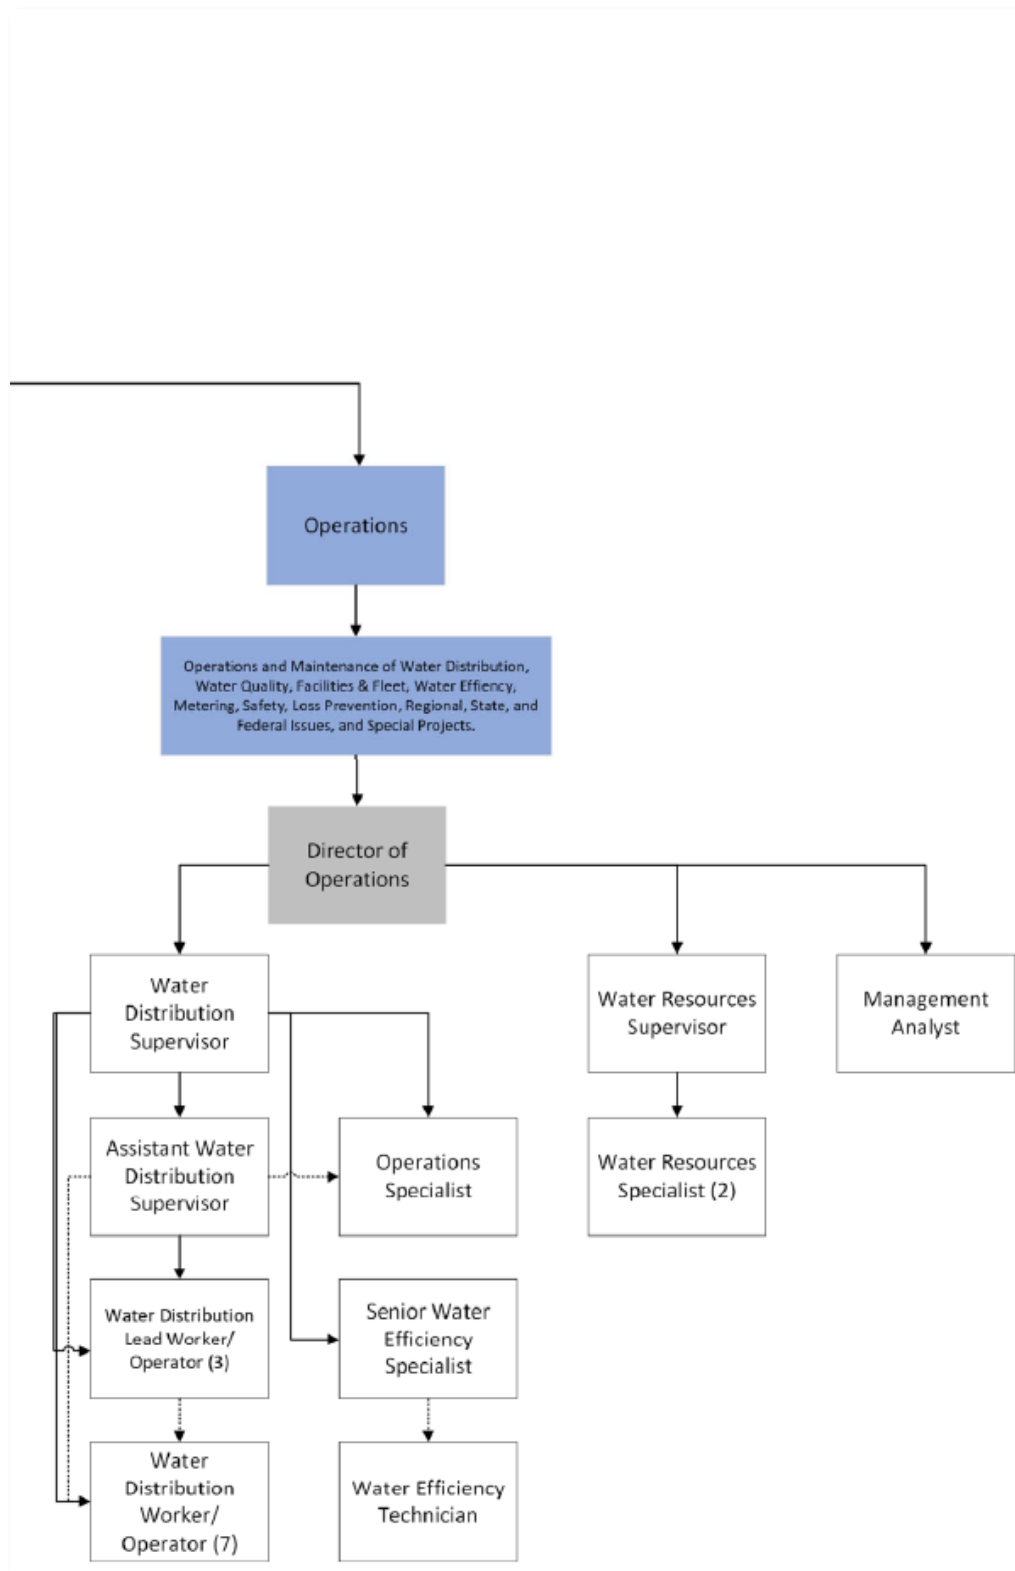 Operations
Operations and Maintenance of Water Distribution,
Water Quality, Facilities & Fleet, Water Effiency,
Metering, Safety, Loss Prevention, Regional, State, and
Federal Issues, and Special Projects.
Director of
Operations
Water
Distribution
Supervisor
Water Resources
Supervisor
Management
Analyst
Assistant Water
Distribution
Supervisor
Operations
Specialist
Water Resources
Specialist (2)
Water Distribution
Lead Worker/
Operator (3)
Senior Water
Efficiency
Specialist
Water
Distribution
Worker/
Operator (7)
Water Efficiency
Technician